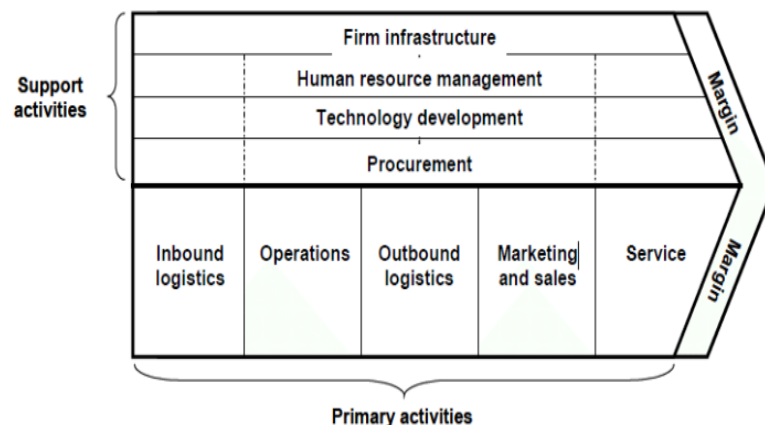 Firm infrastructure
Human resource management
Support
activities
Technology development
Procurement
Margin
Inbound
logistics
Operations
Outbound
logistics
Marketing
and sales
Service
Margin
Primary activities